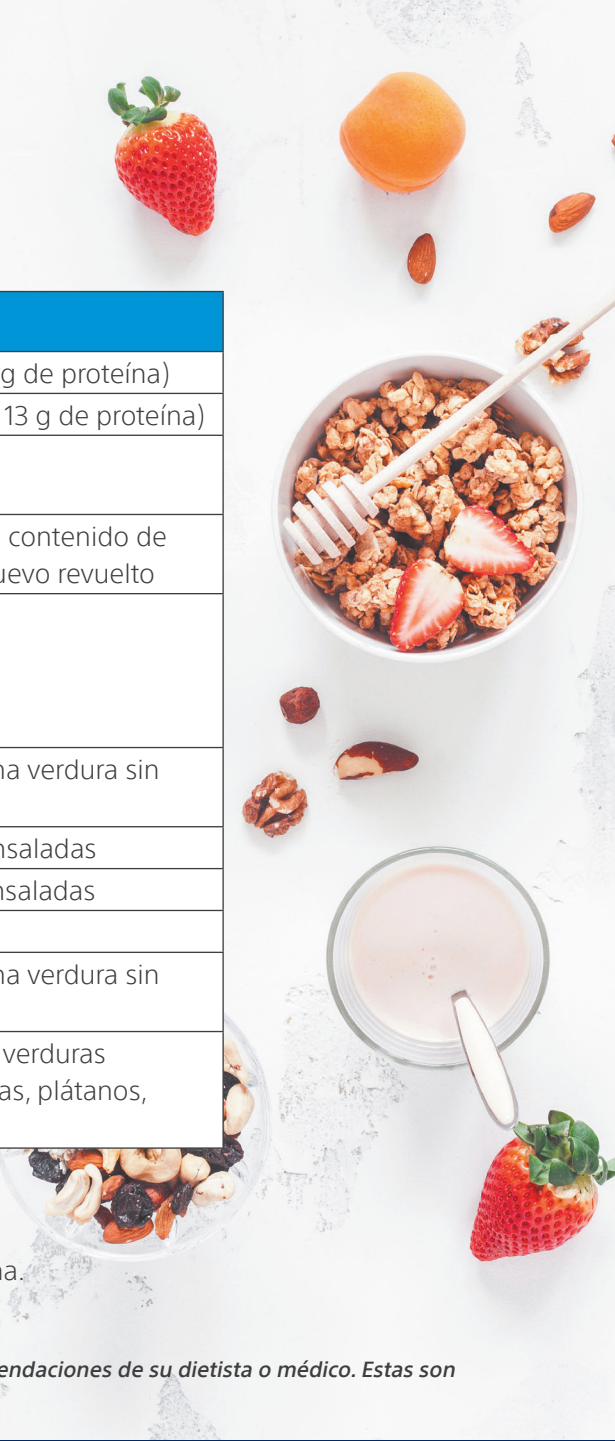 g de proteína)
13 g de proteína)
contenido de
uevo revuelto
na verdura sin
nsaladas
nsaladas
na verdura sin
verduras
as, plátanos,
na.
endaciones de su dietista o médico. Estas son